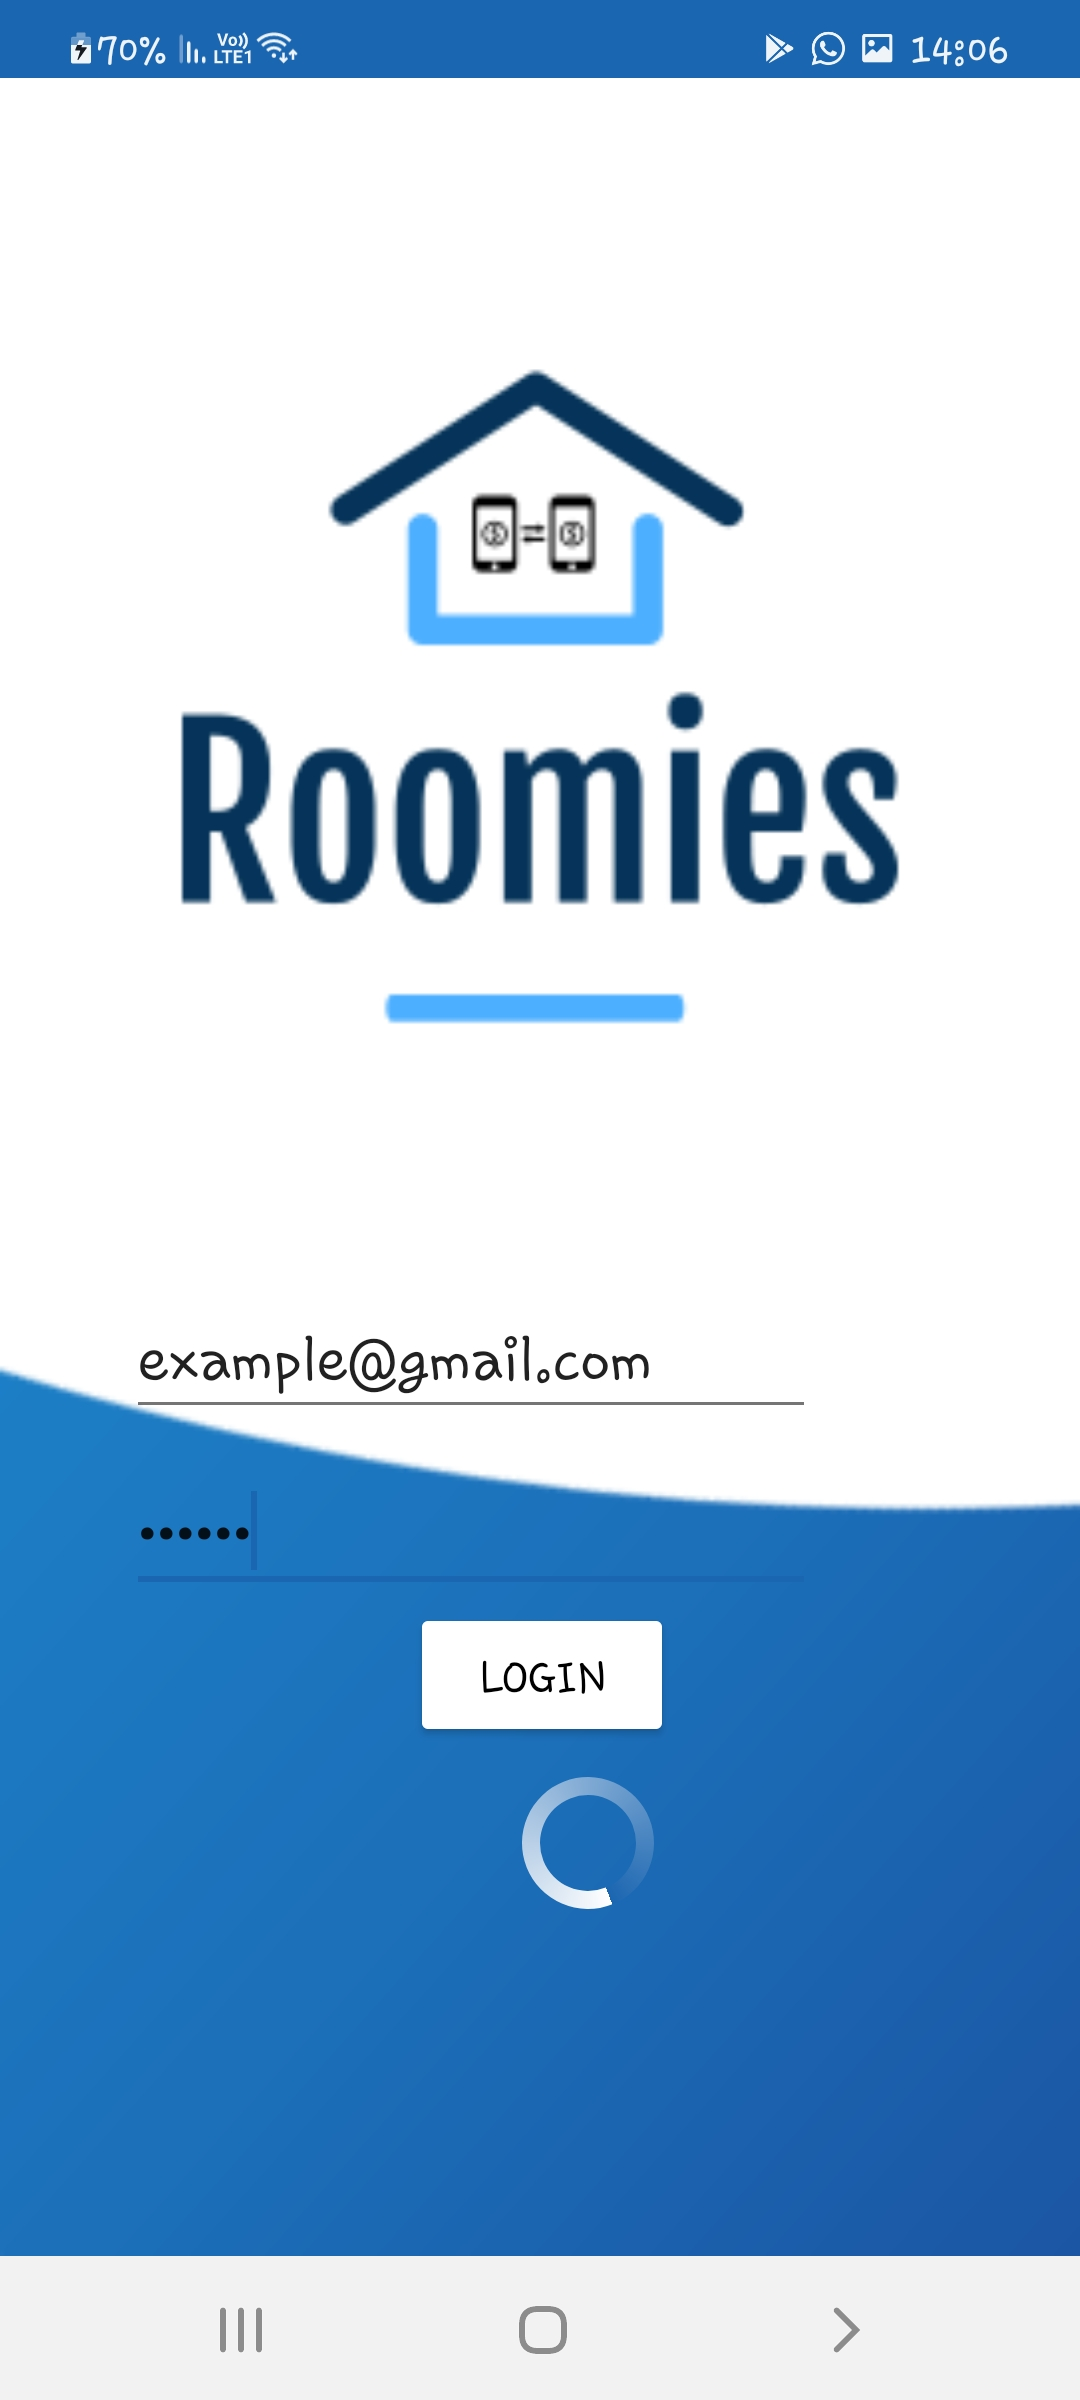 70% Vo)) LTE1 14:06
Roomies
example@gmail.com
••••••
LOGIN